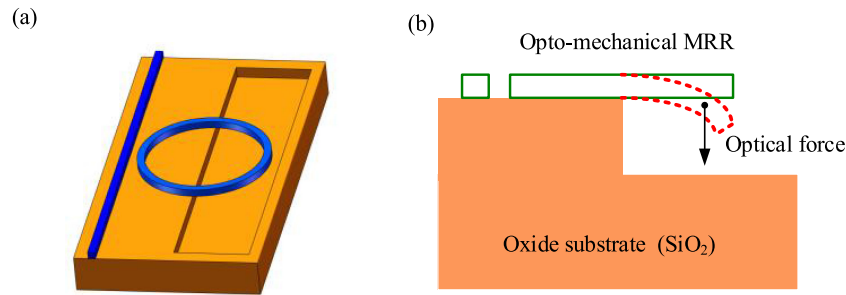 (a)
(b)
Opto-mechanical MRR
Optical force
Oxide substrate (SiO₂)